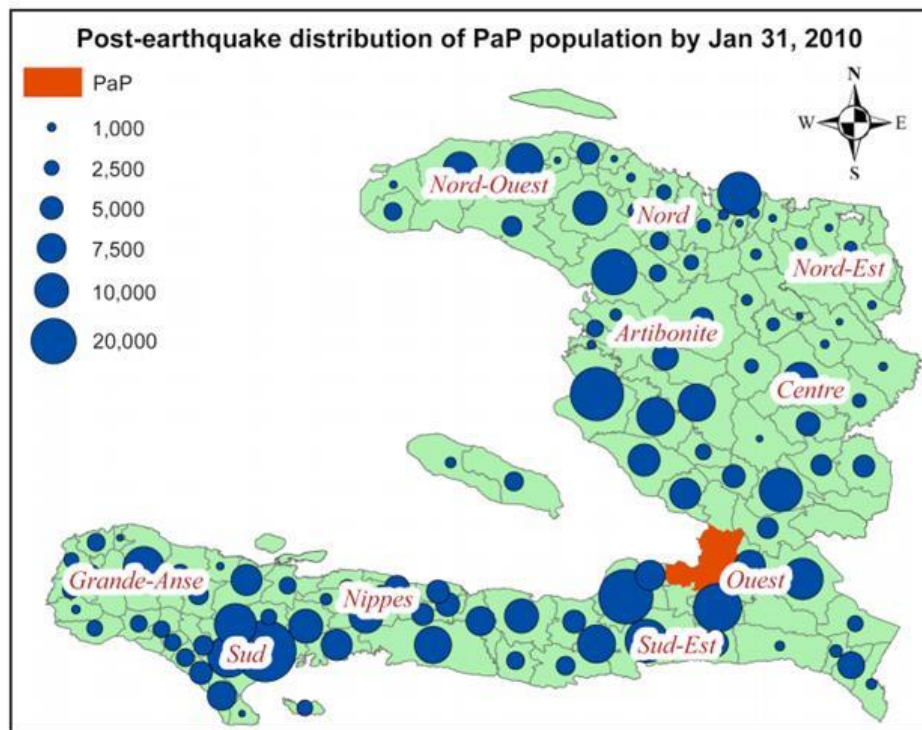 Post-earthquake distribution of PaP population by Jan 31, 2010
PaP
1,000
2,500
5,000
7,500
10,000
20,000
N
W E
S
Nord-Ouest
Nord
Nord-Est
Artibonite
Centre
Grande-Anse
Nippes
Ouest
Sud
Sud-Est